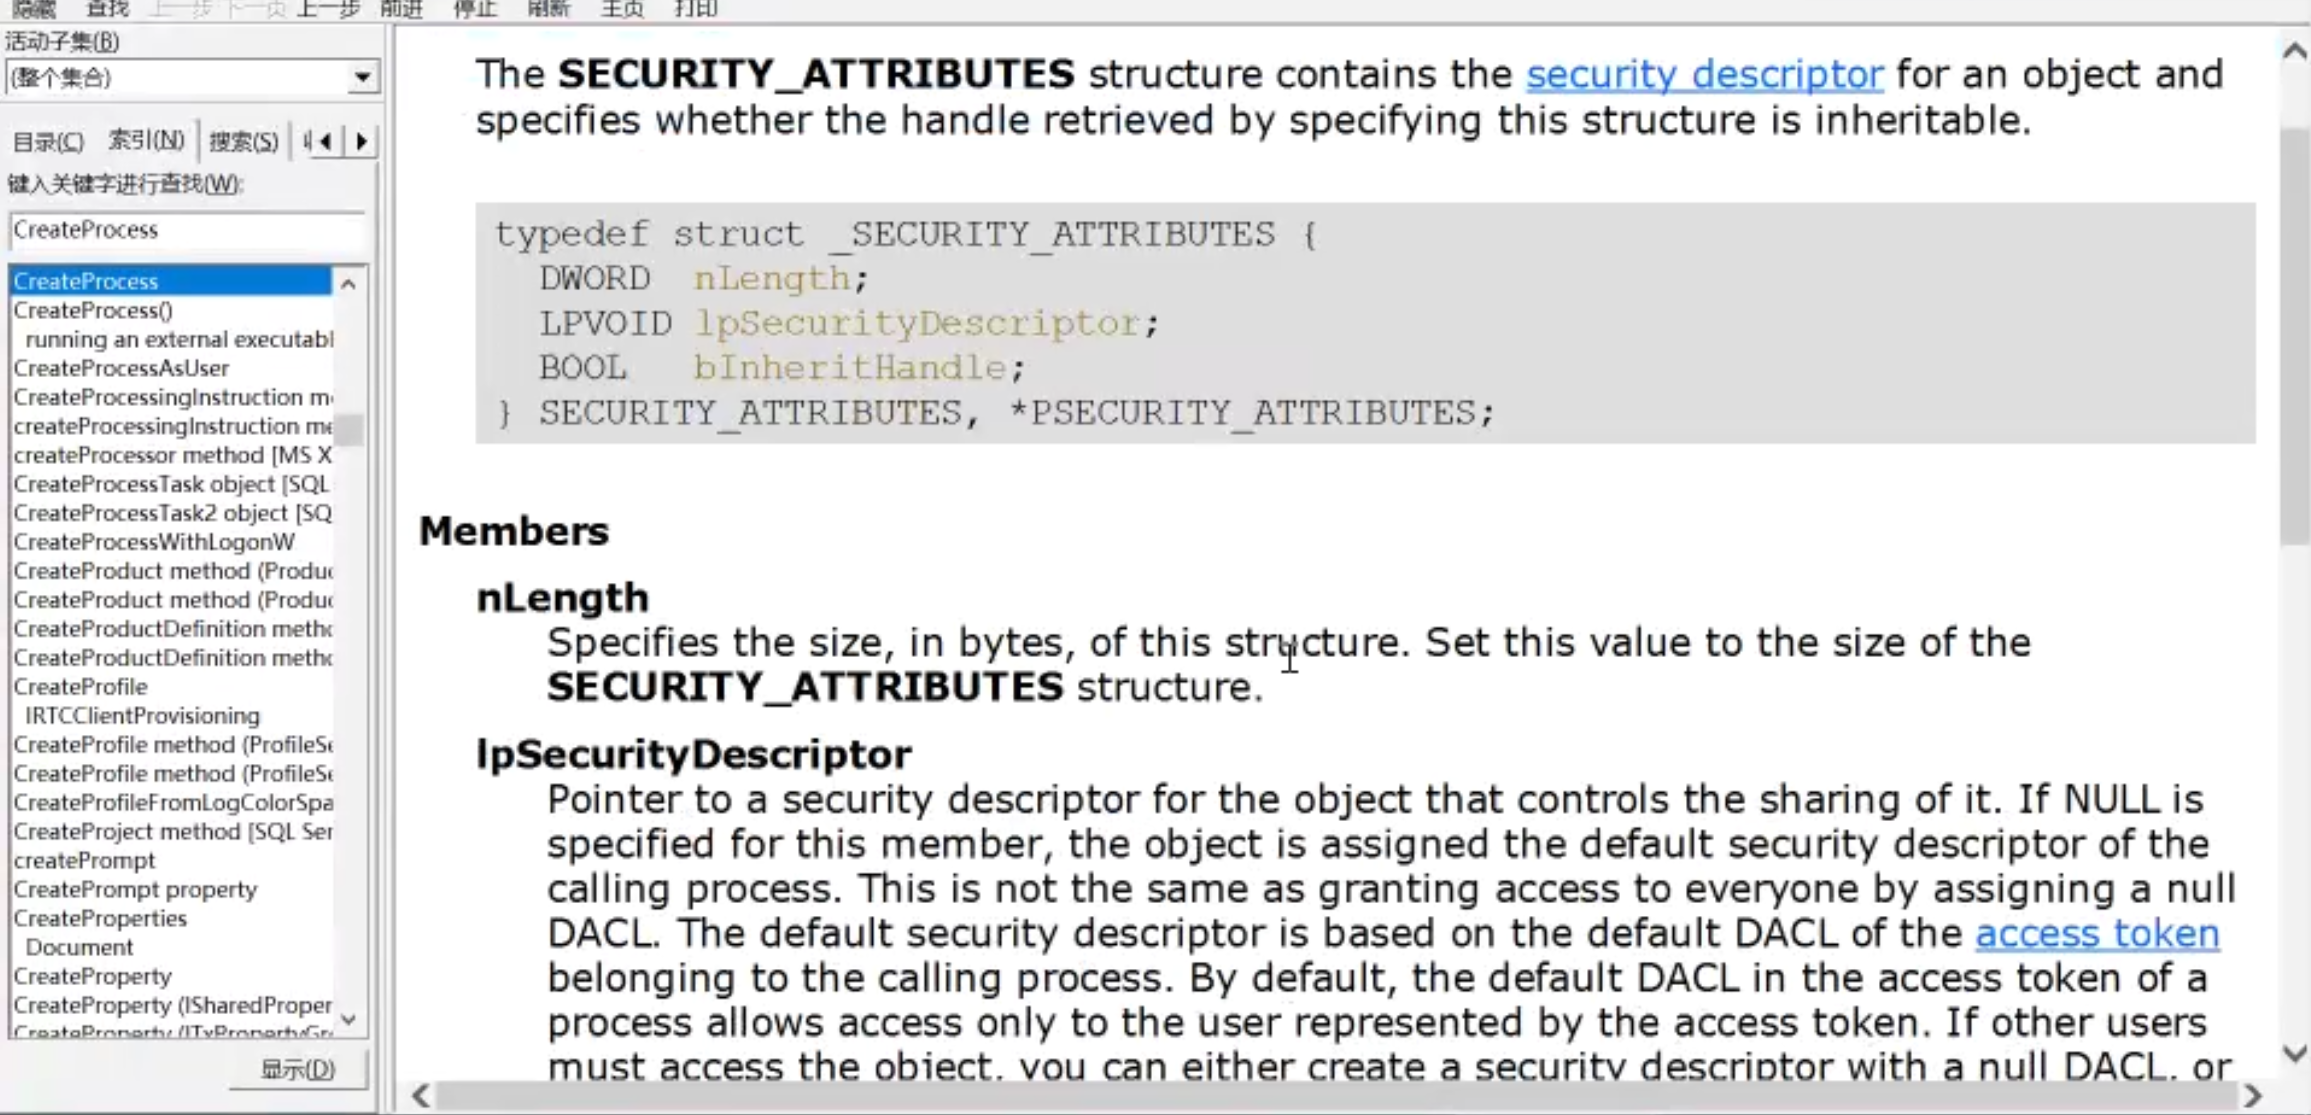 隐藏 查找 上一步 下一页 上一步 前进 停止 刷新 主页 打印
活动子集(B)
(整个集合)
目录(C) 索引(N) 搜索(S)
键入关键字进行查找(W):
CreateProcess
CreateProcess
CreateProcess()
running an external executabl
CreateProcessAsUser
CreateProcessingInstruction m
createProcessingInstruction me
createProcessor method [MS X
CreateProcessTask object [SQL
CreateProcessTask2 object [SQ
CreateProcessWithLogonW
CreateProduct method (Produc
CreateProduct method (Produc
CreateProductDefinition metho
CreateProductDefinition metho
CreateProfile
IRTCClientProvisioning
CreateProfile method (ProfileSe
CreateProfile method (ProfileSe
CreateProfileFromLogColorSpa
CreateProject method [SQL Ser
createPrompt
CreatePrompt property
CreateProperties
Document
CreateProperty
CreateProperty (ISharedProper
CreateProperty (ITxPropertyGr
显示(D)
The SECURITY_ATTRIBUTES structure contains the security descriptor for an object and
specifies whether the handle retrieved by specifying this structure is inheritable.
typedef struct _SECURITY_ATTRIBUTES {
DWORD nLength;
LPVOID lpSecurityDescriptor;
BOOL bInheritHandle;
} SECURITY_ATTRIBUTES, *PSECURITY_ATTRIBUTES;
Members
nLength
Specifies the size, in bytes, of this structure. Set this value to the size of the
SECURITY_ATTRIBUTES structure.
lpSecurityDescriptor
Pointer to a security descriptor for the object that controls the sharing of it. If NULL is
specified for this member, the object is assigned the default security descriptor of the
calling process. This is not the same as granting access to everyone by assigning a null
DACL. The default security descriptor is based on the default DACL of the access token
belonging to the calling process. By default, the default DACL in the access token of a
process allows access only to the user represented by the access token. If other users
must access the object, you can either create a security descriptor with a null DACL, or